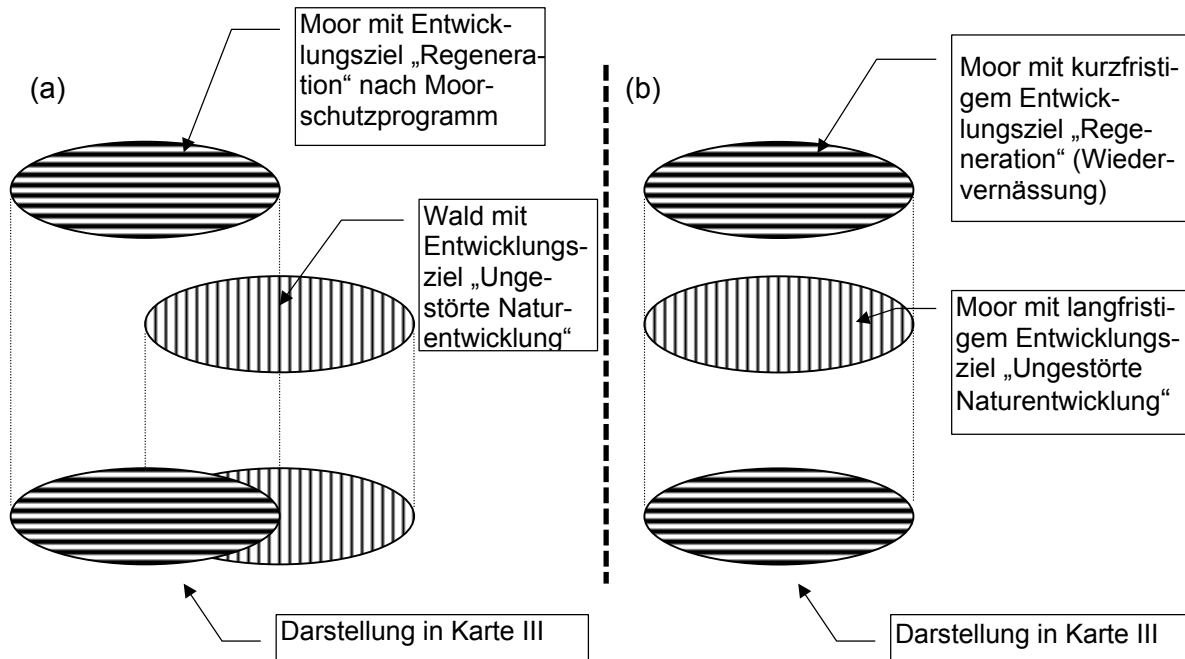 (a)
Moor mit Entwick-
lungsziel „Regenera-
tion“ nach Moor-
schutzprogramm
Wald mit
Entwicklungs-
ziel „Unge-
störte Natur-
entwicklung“
Darstellung in Karte III
(b)
Moor mit kurzfristi-
gem Entwick-
lungsziel „Rege-
neration“ (Wieder-
vernässung)
Moor mit langfristi-
gem Entwicklungs-
ziel „Ungestörte
Naturentwicklung“
Darstellung in Karte III